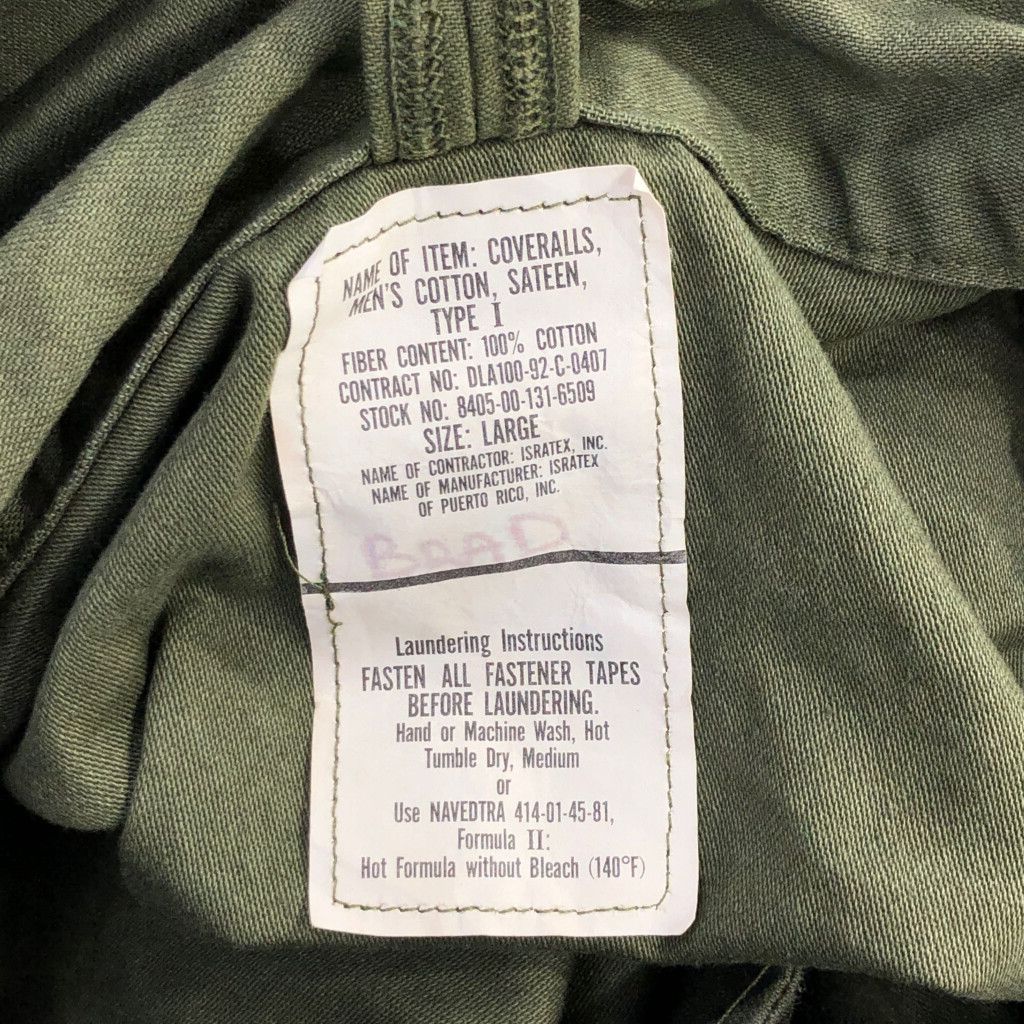 NAME OF ITEM: COVERALLS,
MEN'S COTTON, SATEEN,
TYPE I
FIBER CONTENT: 100% COTTON
CONTRACT NO: DLA100-92-C-0407
STOCK NO: 8405-00-131-6509
SIZE: LARGE
NAME OF CONTRACTOR: ISRATEX, INC.
NAME OF MANUFACTURER: ISRATEX
OF PUERTO RICO, INC.
Laundering Instructions
FASTEN ALL FASTENER TAPES
BEFORE LAUNDERING.
Hand or Machine Wash, Hot
Tumble Dry, Medium
or
Use NAVEDTRA 414-01-45-81,
Formula II:
Hot Formula without Bleach (140°F)